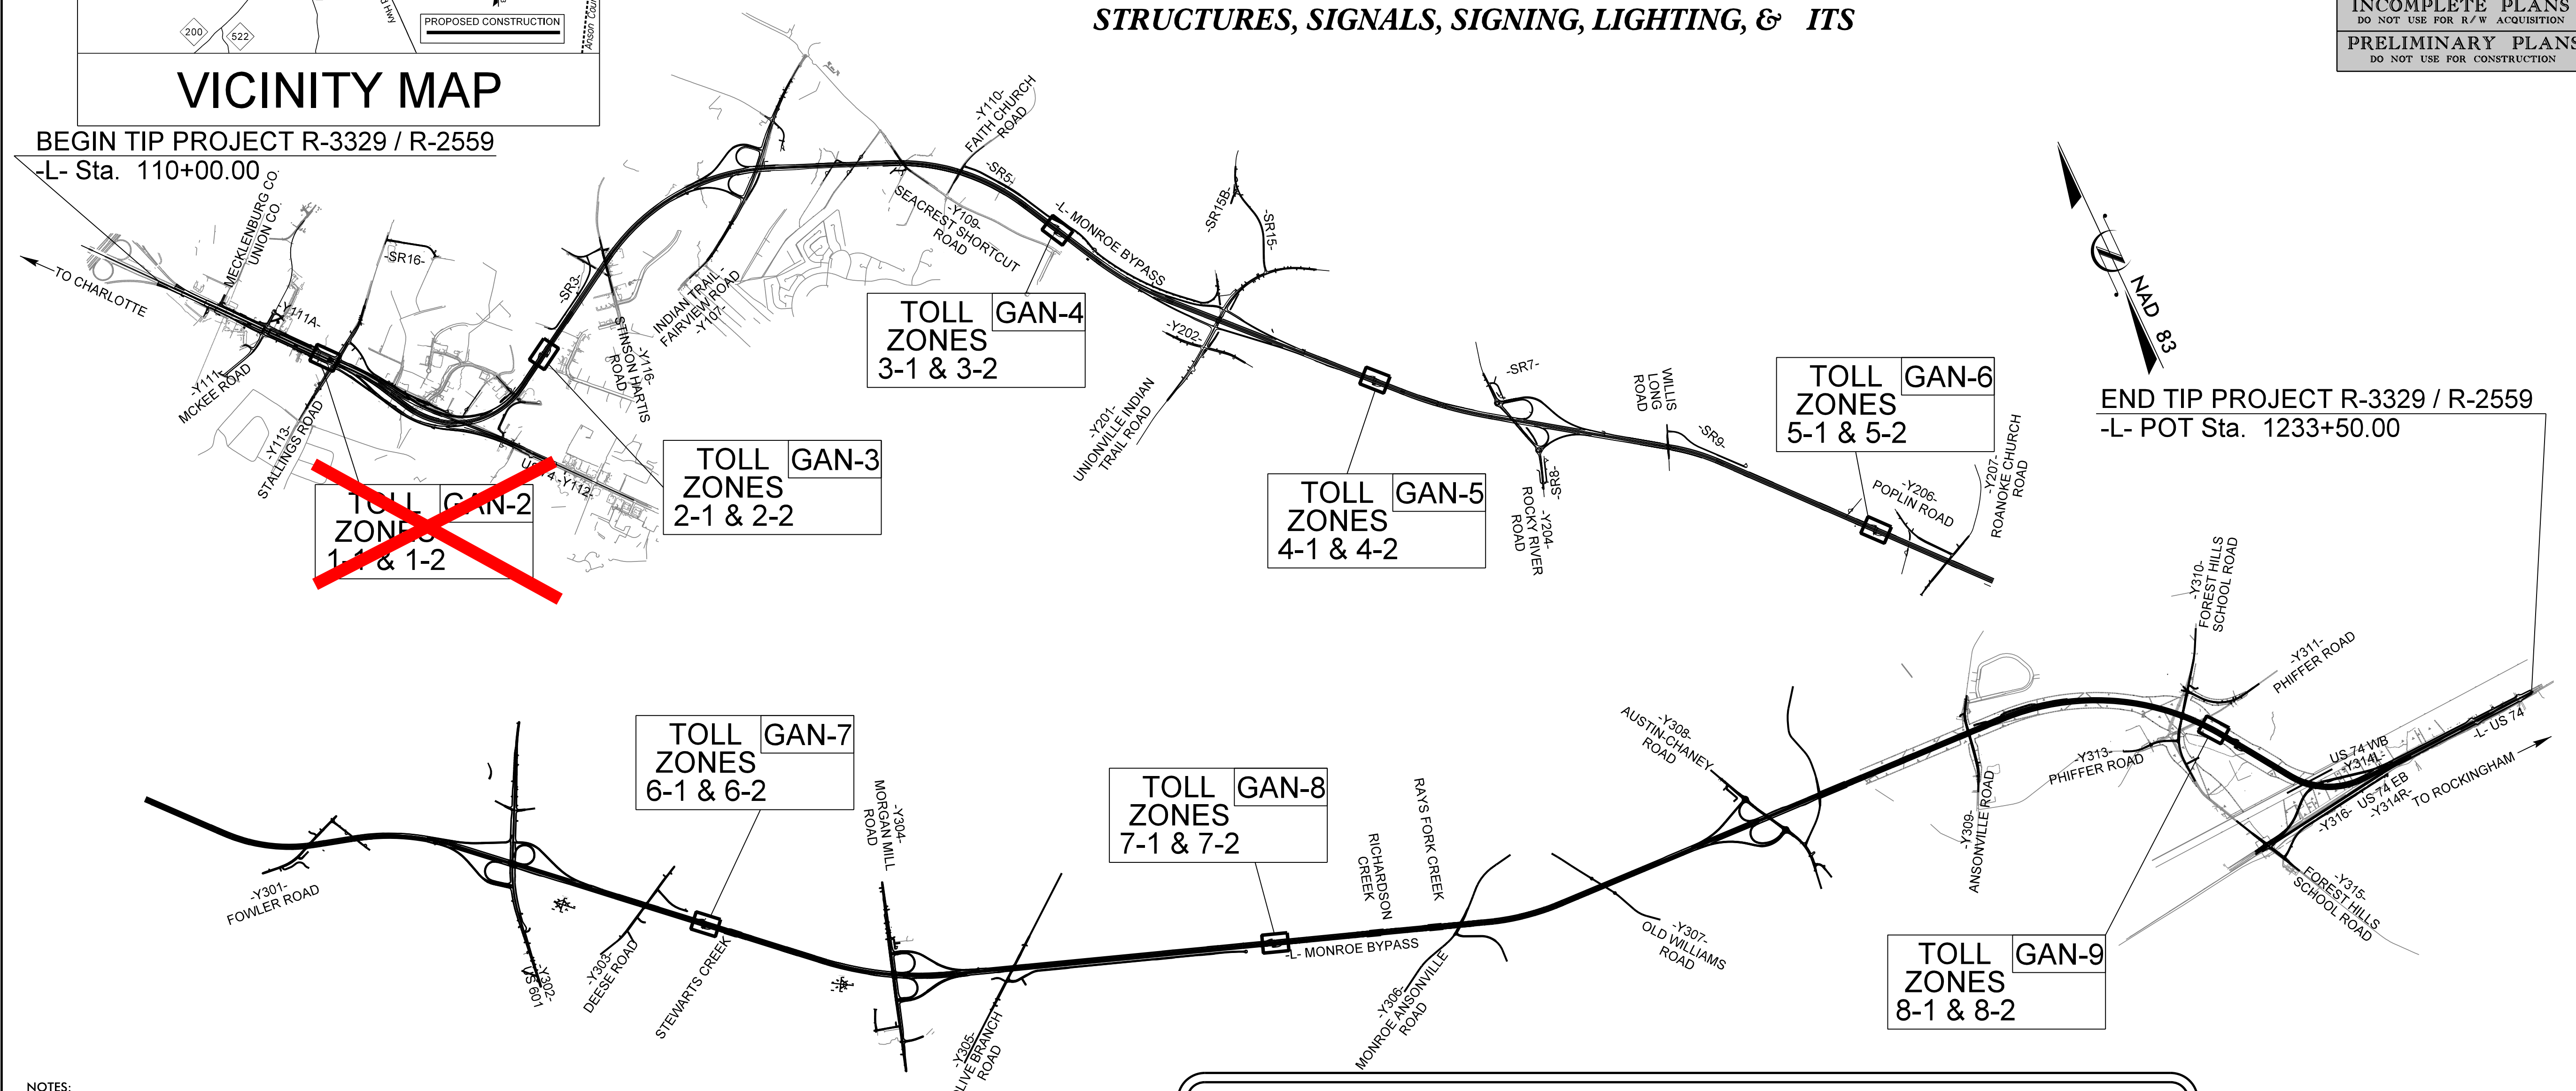 STRUCTURES, SIGNALS, SIGNING, LIGHTING, & ITS
INCOMPLETE PLANS
DO NOT USE FOR R/W ACQUISITION
PRELIMINARY PLANS
DO NOT USE FOR CONSTRUCTION
200
522
PROPOSED CONSTRUCTION
VICINITY MAP
BEGIN TIP PROJECT R-3329 / R-2559
-L- Sta. 110+00.00
TO CHARLOTTE
MECKLENBURG CO.
UNION CO.
-Y111A-
-Y111-
MCKEE ROAD
-SR16-
-Y113-
STALLINGS ROAD
TOLL
ZONES
1-1 & 1-2
GAN-2
US 74 -Y112-
-SR3-
-Y116-
STINSON HARTIS
ROAD
TOLL
ZONES
2-1 & 2-2
GAN-3
INDIAN TRAIL -
FAIRVIEW ROAD
-Y107-
-Y110-
FAITH CHURCH
ROAD
-Y109-
SEACREST SHORTCUT
ROAD
-SR5-
-L- MONROE BYPASS
TOLL
ZONES
3-1 & 3-2
GAN-4
-SR15B-
-SR15-
-Y202-
-Y201-
UNIONVILLE INDIAN
TRAIL ROAD
TOLL
ZONES
4-1 & 4-2
GAN-5
-SR7-
-SR8-
-Y204-
ROCKY RIVER
ROAD
WILLIS
LONG
ROAD
-SR9-
TOLL
ZONES
5-1 & 5-2
GAN-6
-Y206-
POPLIN ROAD
-Y207-
ROANOKE CHURCH
ROAD
NAD 83
END TIP PROJECT R-3329 / R-2559
-L- POT Sta. 1233+50.00
-Y301-
FOWLER ROAD
-Y302-
US 601
-Y303-
DEESE ROAD
STEWARTS CREEK
TOLL
ZONES
6-1 & 6-2
GAN-7
-Y304-
MORGAN MILL
ROAD
-Y305-
OLIVE BRANCH
ROAD
TOLL
ZONES
7-1 & 7-2
GAN-8
-L- MONROE BYPASS
RICHARDSON
CREEK
RAYS FORK CREEK
-Y306-
MONROE ANSONVILLE
ROAD
-Y307-
OLD WILLIAMS
ROAD
-Y308-
AUSTIN-CHANEY
ROAD
-Y309-
ANSONVILLE ROAD
-Y310-
FOREST HILLS
SCHOOL ROAD
-Y311-
PHIFFER ROAD
-Y313-
PHIFFER ROAD
TOLL
ZONES
8-1 & 8-2
GAN-9
US 74 WB
-Y314L-
US 74 EB
-Y314R-
-Y316-
-L- US 74
TO ROCKINGHAM
-Y315-
FOREST HILLS
SCHOOL ROAD
NOTES: